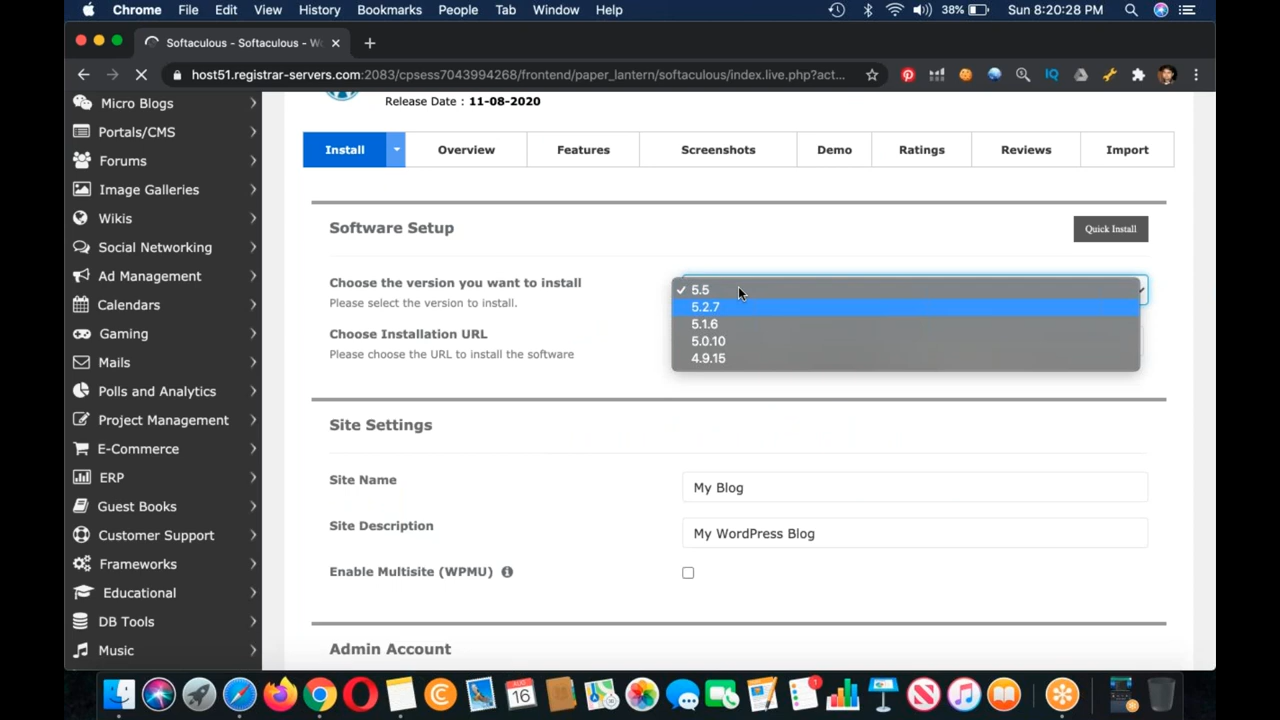 Chrome File Edit View History Bookmarks People Tab Window Help 38% Sun 8:20:28 PM
Softaculous - Softaculous - Wo
host51.registrar-servers.com:2083/cpsess7043994268/frontend/paper_lantern/softaculous/index.live.php?act...
IQ
Micro Blogs
Portals/CMS
Forums
Image Galleries
Wikis
Social Networking
Ad Management
Calendars
Gaming
Mails
Polls and Analytics
Project Management
E-Commerce
ERP
Guest Books
Customer Support
Frameworks
Educational
DB Tools
Music
Release Date : 11-08-2020
Install Overview Features Screenshots Demo Ratings Reviews Import
Software Setup
Quick Install
Choose the version you want to install
Please select the version to install.
5.5
5.2.7
5.1.6
5.0.10
4.9.15
Choose Installation URL
Please choose the URL to install the software
Site Settings
Site Name
My Blog
Site Description
My WordPress Blog
Enable Multisite (WPMU)
Admin Account
16
1